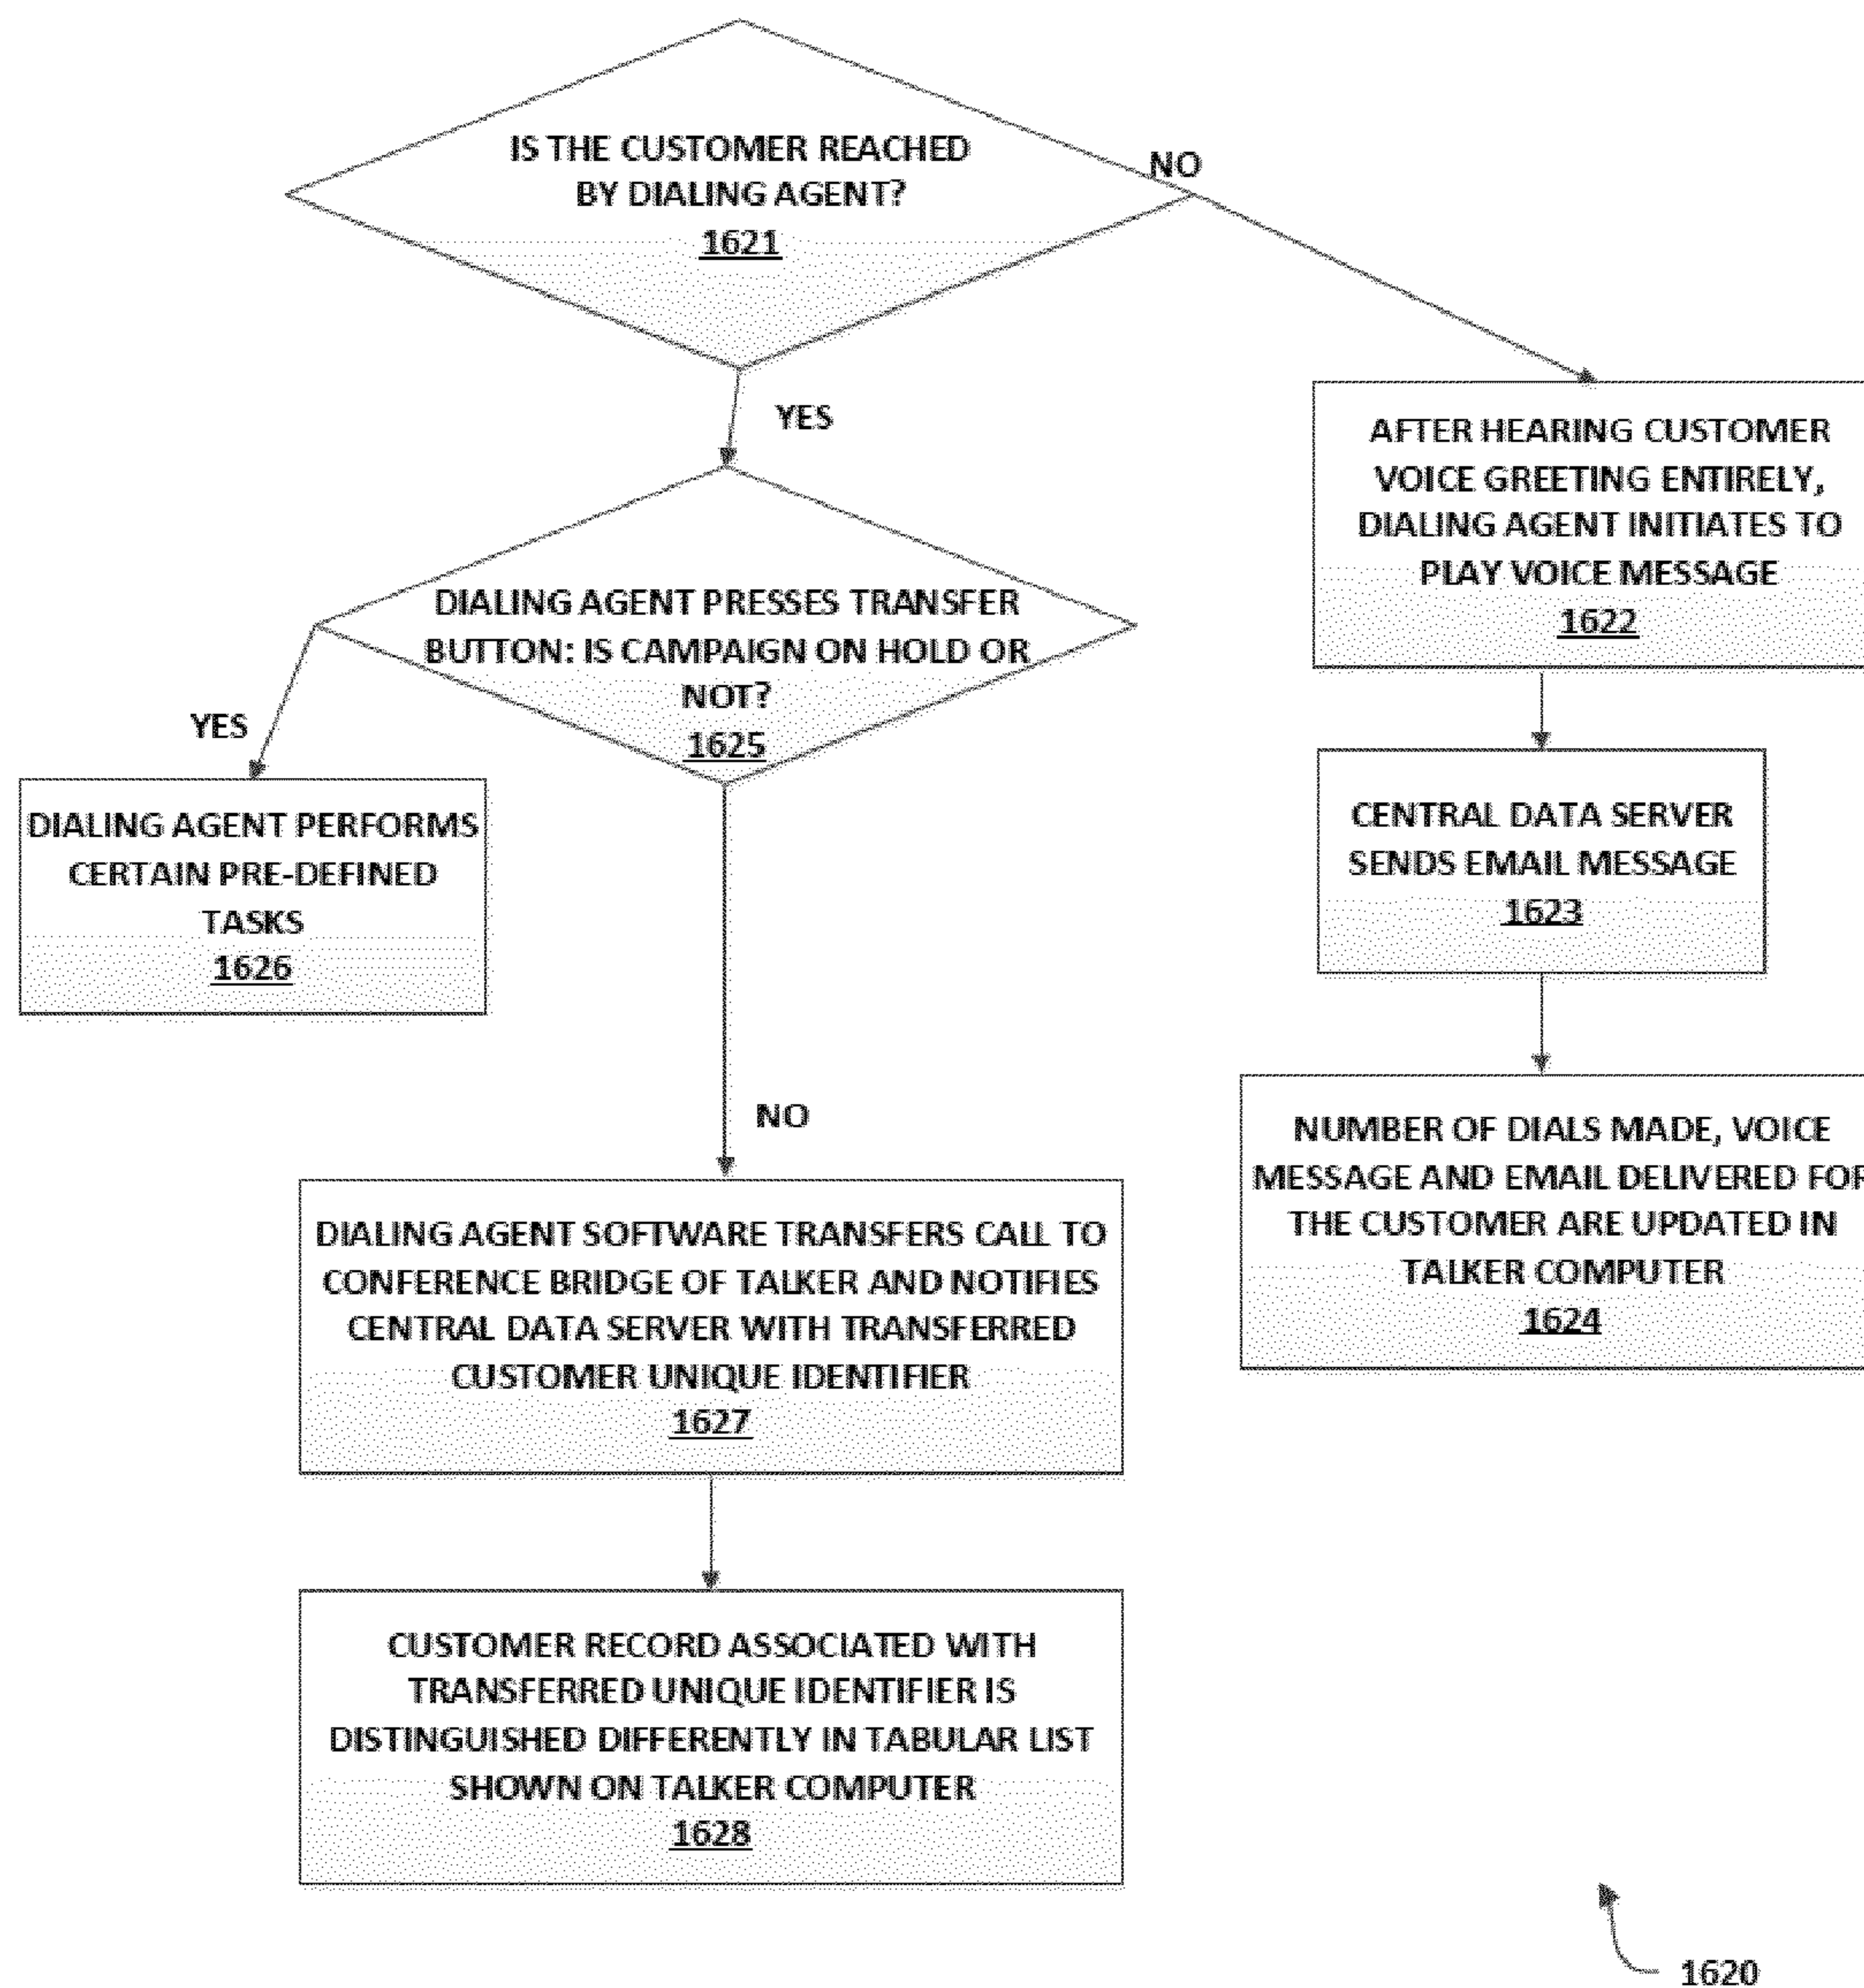 IS THE CUSTOMER REACHED
BY DIALING AGENT?
1621
NO
YES
AFTER HEARING CUSTOMER
VOICE GREETING ENTIRELY,
DIALING AGENT INITIATES TO
PLAY VOICE MESSAGE
1622
DIALING AGENT PRESSES TRANSFER
BUTTON: IS CAMPAIGN ON HOLD OR
NOT?
1625
YES
DIALING AGENT PERFORMS
CERTAIN PRE-DEFINED
TASKS
1626
CENTRAL DATA SERVER
SENDS EMAIL MESSAGE
1623
NO
NUMBER OF DIALS MADE, VOICE
MESSAGE AND EMAIL DELIVERED FOR
THE CUSTOMER ARE UPDATED IN
TALKER COMPUTER
1624
DIALING AGENT SOFTWARE TRANSFERS CALL TO
CONFERENCE BRIDGE OF TALKER AND NOTIFIES
CENTRAL DATA SERVER WITH TRANSFERRED
CUSTOMER UNIQUE IDENTIFIER
1627
CUSTOMER RECORD ASSOCIATED WITH
TRANSFERRED UNIQUE IDENTIFIER IS
DISTINGUISHED DIFFERENTLY IN TABULAR LIST
SHOWN ON TALKER COMPUTER
1628
1620